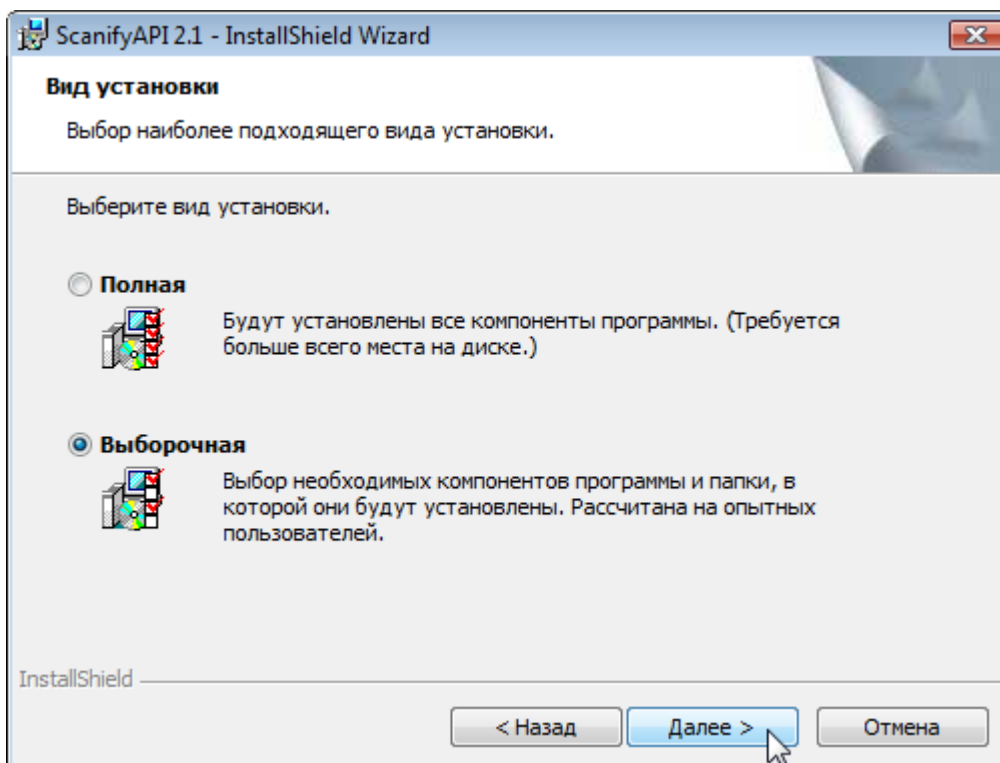 ScanifyAPI 2.1 - InstallShield Wizard
Вид установки
Выбор наиболее подходящего вида установки.
Выберите вид установки.
Полная
Будут установлены все компоненты программы. (Требуется
больше всего места на диске.)
Выборочная
Выбор необходимых компонентов программы и папки, в
которой они будут установлены. Рассчитана на опытных
пользователей.
InstallShield
< Назад
Далее >
Отмена